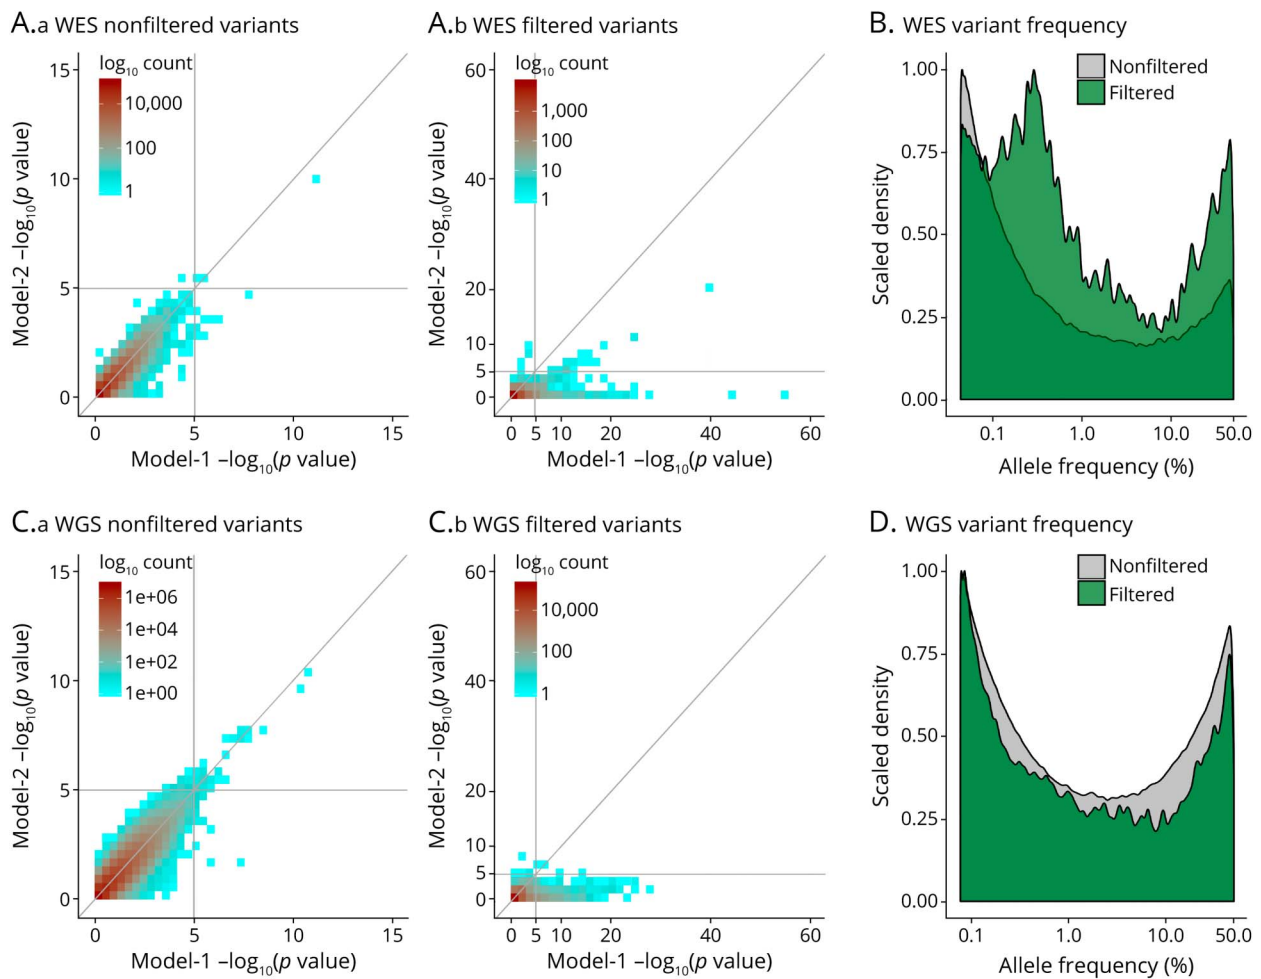 A.a WES nonfiltered variants
15
10
5
0
Model-2 –log10(p value)
log10 count
10,000
100
1
0 5 10 15
Model-1 –log10(p value)
A.b WES filtered variants
60
40
20
10
5
0
Model-2 –log10(p value)
log10 count
1,000
100
10
1
0 5 10 20 40 60
Model-1 –log10(p value)
B. WES variant frequency
1.00
0.75
0.50
0.25
0.00
Scaled density
Nonfiltered
Filtered
0.1 1.0 10.0 50.0
Allele frequency (%)
C.a WGS nonfiltered variants
15
10
5
0
Model-2 –log10(p value)
log10 count
1e+06
1e+04
1e+02
1e+00
0 5 10 15
Model-1 –log10(p value)
C.b WGS filtered variants
60
40
20
10
5
0
Model-2 –log10(p value)
log10 count
10,000
100
1
0 5 10 20 40 60
Model-1 –log10(p value)
D. WGS variant frequency
1.00
0.75
0.50
0.25
0.00
Scaled density
Nonfiltered
Filtered
0.1 1.0 10.0 50.0
Allele frequency (%)